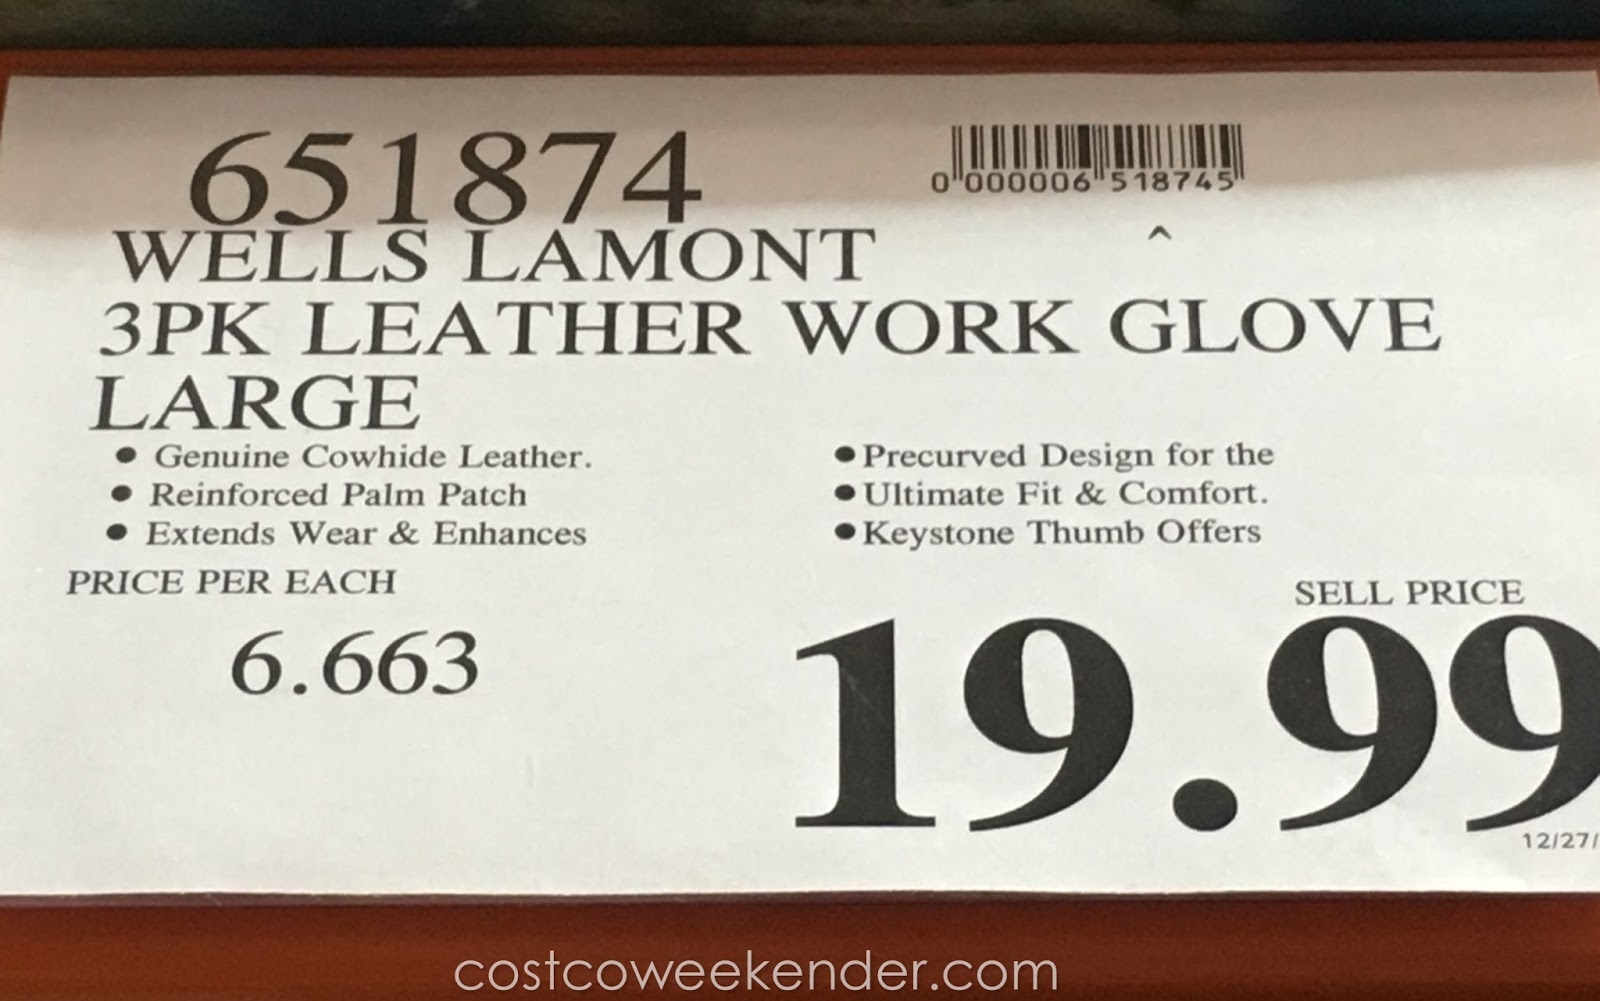 651874
0 000006 518745
WELLS LAMONT
^
3PK LEATHER WORK GLOVE
LARGE
• Genuine Cowhide Leather.
• Reinforced Palm Patch
• Extends Wear & Enhances
• Precurved Design for the
• Ultimate Fit & Comfort.
• Keystone Thumb Offers
PRICE PER EACH
6.663
SELL PRICE
19.99
12/27/
costcoweekender.com